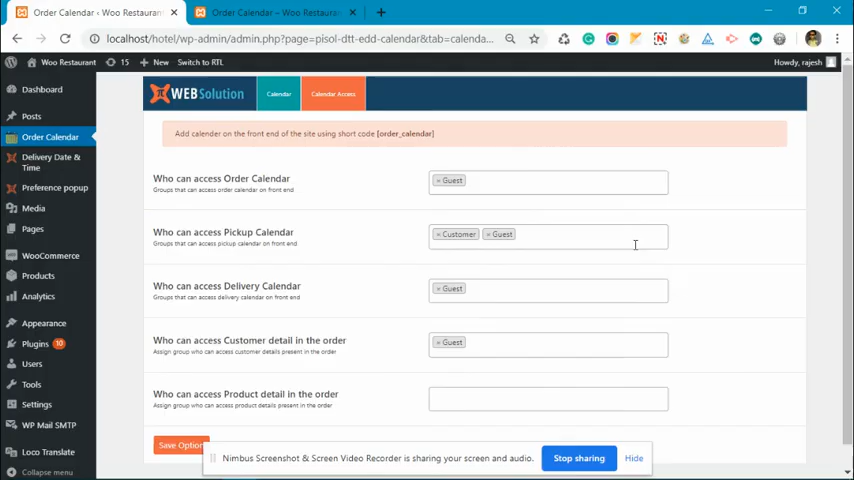 Order Calendar ‹ Woo Restauran
Order Calendar – Woo Restaurant
localhost/hotel/wp-admin/admin.php?page=pisol-dtt-edd-calendar&tab=calenda...
Woo Restaurant
15
New
Switch to RTL
Howdy, rajesh
Dashboard
Posts
Order Calendar
Delivery Date &
Time
Preference popup
Media
Pages
WooCommerce
Products
Analytics
Appearance
Plugins 10
Users
Tools
Settings
WP Mail SMTP
Loco Translate
Collapse menu
WEBSolution
Calendar
Calendar Access
Add calender on the front end of the site using short code [order_calendar]
Who can access Order Calendar
Groups that can access order calendar on front end
× Guest
Who can access Pickup Calendar
Groups that can access pickup calendar on front end
× Customer × Guest
Who can access Delivery Calendar
Groups that can access delivery calendar on front end
× Guest
Who can access Customer detail in the order
Assign group who can access customer details present in the order
× Guest
Who can access Product detail in the order
Assign group who can access product details present in the order
Save Option
Nimbus Screenshot & Screen Video Recorder is sharing your screen and audio.
Stop sharing
Hide